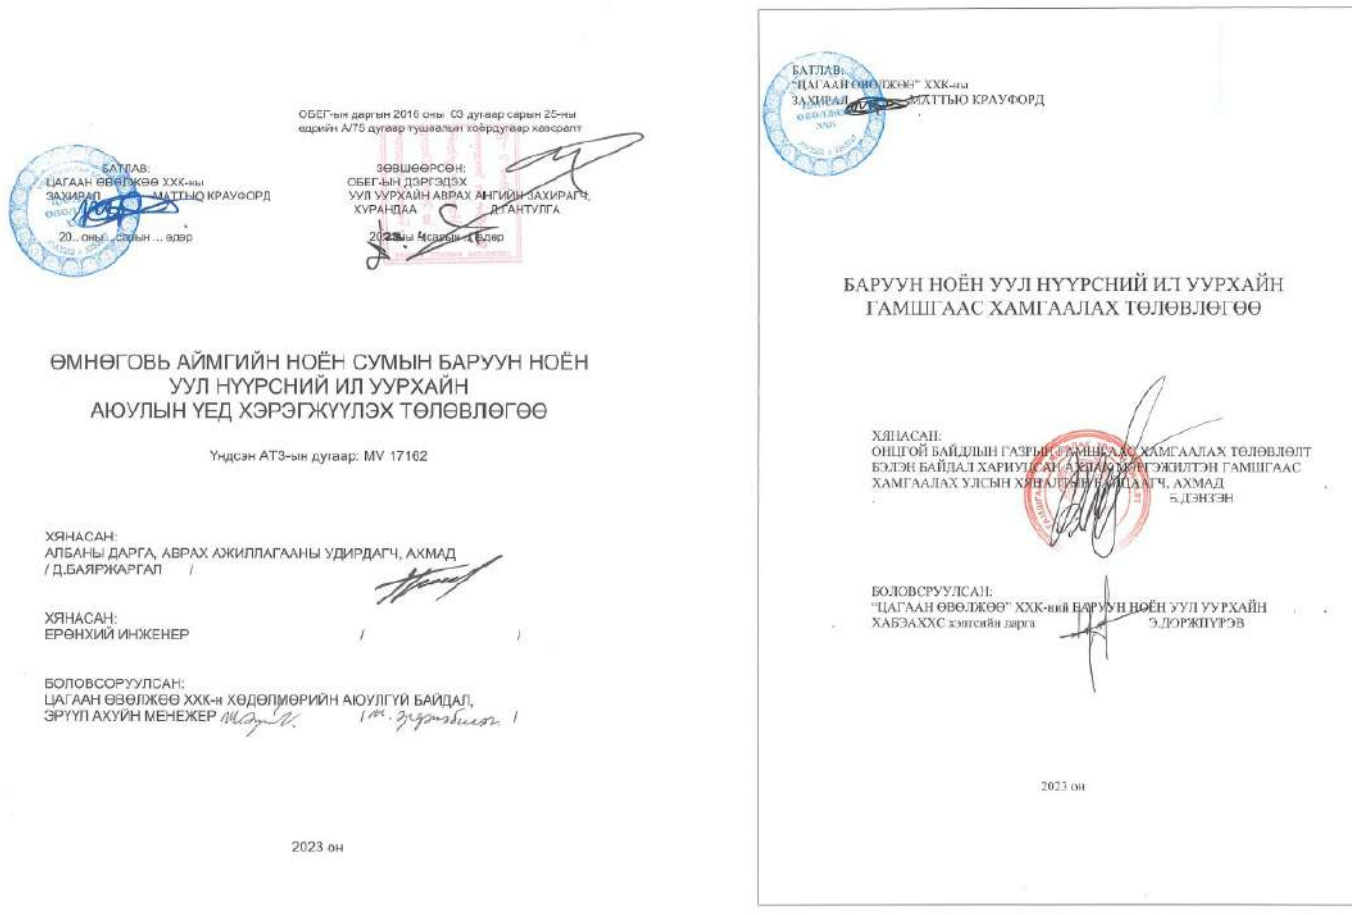 ОБЕГ-ын даргын 2016 оны 03 дугаар сарын 25-ны
өдрийн А/75 дугаар тушаалын хоёрдугаар хавсралт
БАТЛАВ:
ЦАГААН ӨВӨЛЖӨӨ ХХК-ны
ЗАХИРАЛ МАТТЬЮ КРАУФОРД
20.. оны ...сарын ... өдөр
ЗӨВШӨӨРСӨН:
ОБЕГ-ЫН ДЭРГЭДЭХ
УУЛ УУРХАЙН АВРАХ АНГИЙН ЗАХИРАГЧ,
ХУРАНДАА Д.ГАНТУЛГА
ӨМНӨГОВЬ АЙМГИЙН НОЁН СУМЫН БАРУУН НОЁН
УУЛ НҮҮРСНИЙ ИЛ УУРХАЙН
АЮУЛЫН ҮЕД ХЭРЭГЖҮҮЛЭХ ТӨЛӨВЛӨГӨӨ
Үндсэн АТЗ-ын дугаар: MV 17162
ХЯНАСАН:
АЛБАНЫ ДАРГА, АВРАХ АЖИЛЛАГААНЫ УДИРДАГЧ, АХМАД
/ Д.БАЯРЖАРГАЛ /
ХЯНАСАН:
ЕРӨНХИЙ ИНЖЕНЕР / /
БОЛОВСОРУУЛСАН:
ЦАГААН ӨВӨЛЖӨӨ ХХК-н ХӨДӨЛМӨРИЙН АЮУЛГҮЙ БАЙДАЛ,
ЭРҮҮЛ АХУЙН МЕНЕЖЕР / /
2023 он
БАТЛАВ:
"ЦАГААН ӨВӨЛЖӨӨ" ХХК-ны
ЗАХИРАЛ МАТТЬЮ КРАУФОРД
БАРУУН НОЁН УУЛ НҮҮРСНИЙ ИЛ УУРХАЙН
ГАМШГААС ХАМГААЛАХ ТӨЛӨВЛӨГӨӨ
ХЯНАСАН:
ОНЦГОЙ БАЙДЛЫН ГАЗРЫН ГАМШГААС ХАМГААЛАХ ТӨЛӨВЛӨЛТ
БЭЛЭН БАЙДАЛ ХАРИУЦСАН АХЛАХ МЭРГЭЖИЛТЭН ГАМШГААС
ХАМГААЛАХ УЛСЫН ХЯНАЛТЫН БАЙЦААГЧ, АХМАД
Б.ДЭНЗЭН
БОЛОВСРУУЛСАН:
"ЦАГААН ӨВӨЛЖӨӨ" ХХК-ний БАРУУН НОЁН УУЛ УУРХАЙН
ХАБЭАХХС хэлтсийн дарга Э.ДОРЖПҮРЭВ
2023 он